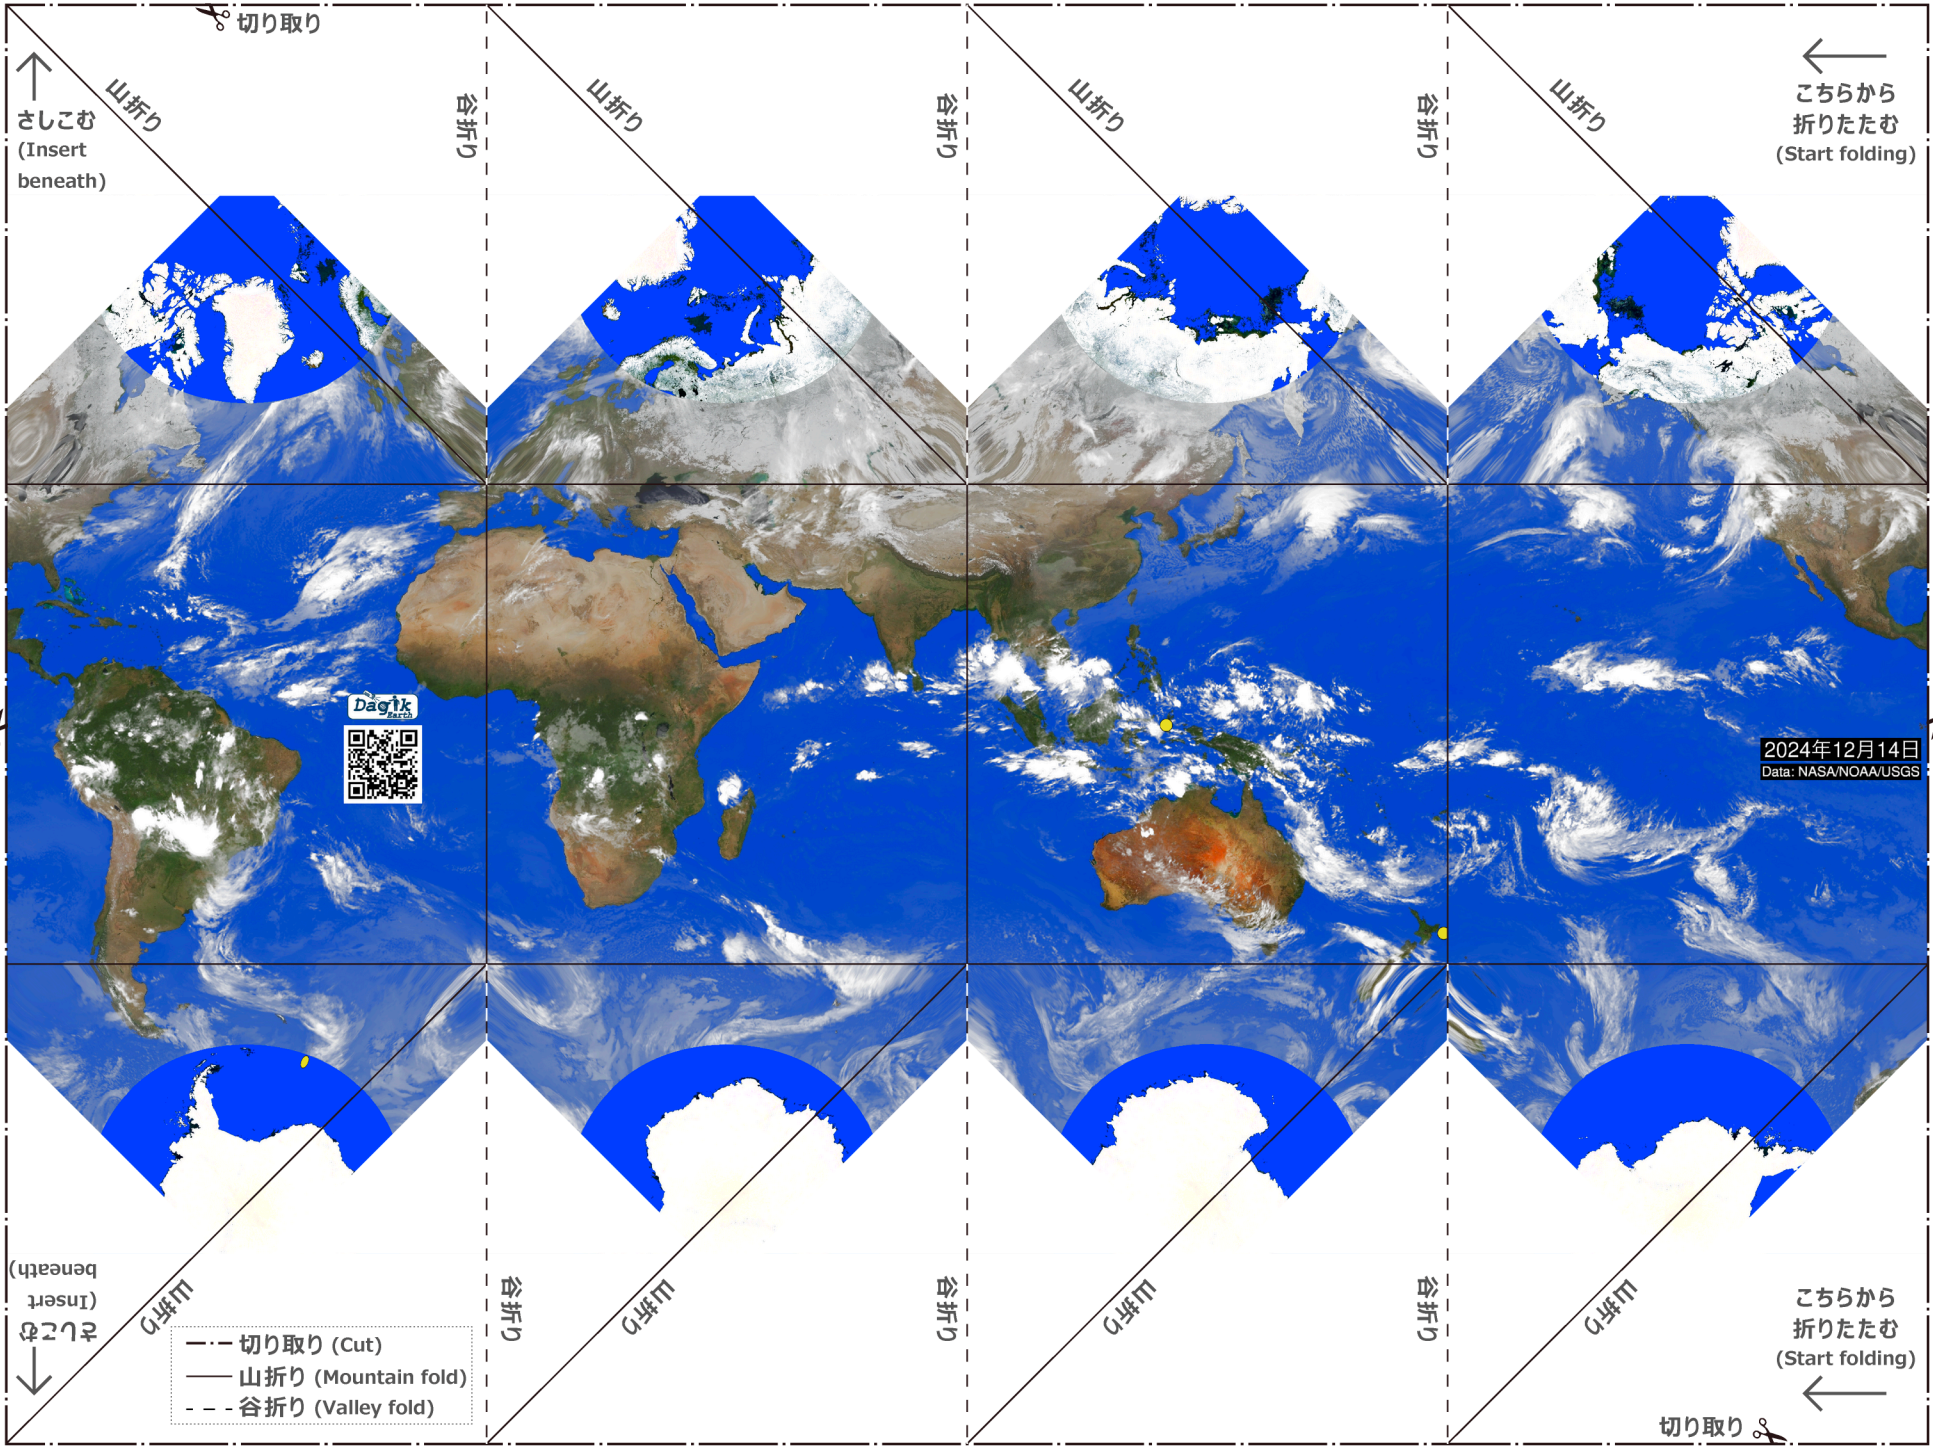 切り取り
山折り
谷折り
山折り
谷折り
山折り
谷折り
山折り
さしこむ
(Insert
beneath)
こちらから
折りたたむ
(Start folding)
Dagik
Earth
2024年12月14日
Data: NASA/NOAA/USGS
さしこむ
(Insert
beneath)
山折り
谷折り
山折り
谷折り
山折り
谷折り
山折り
こちらから
折りたたむ
(Start folding)
切り取り (Cut)
山折り (Mountain fold)
谷折り (Valley fold)
切り取り